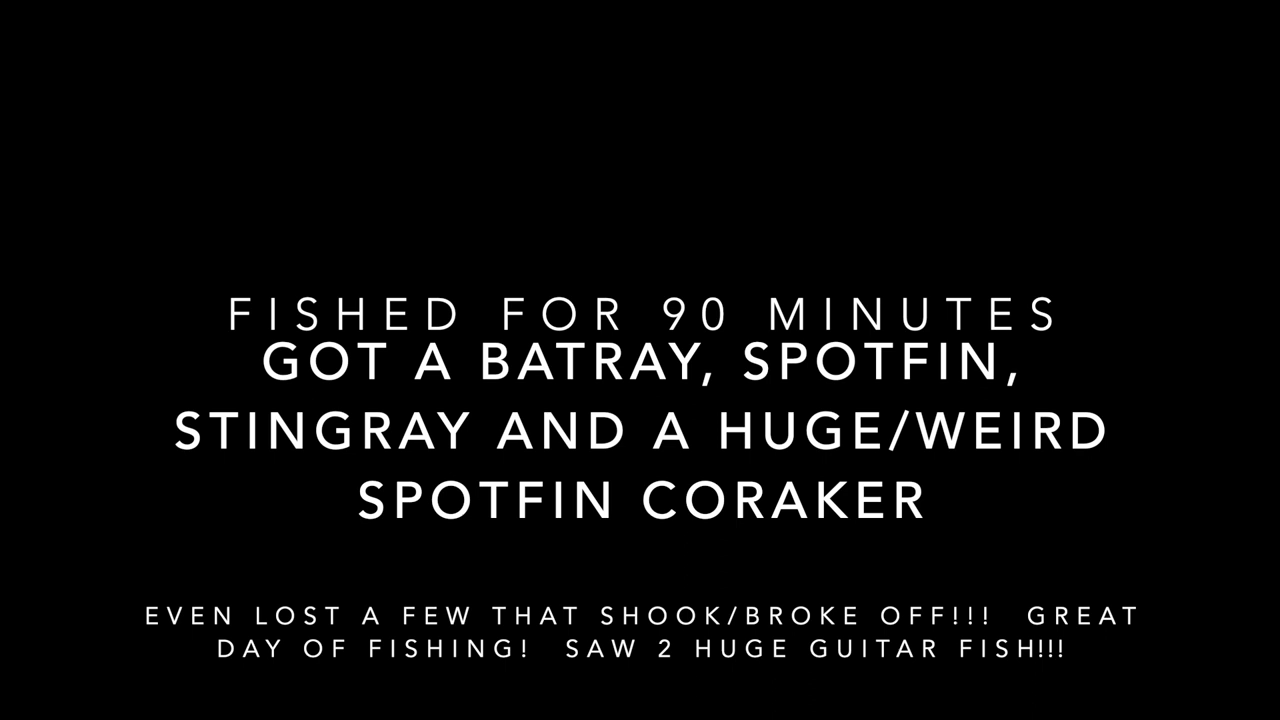 FISHED FOR 90 MINUTES
GOT A BATRAY, SPOTFIN,
STINGRAY AND A HUGE/WEIRD
SPOTFIN CORAKER
EVEN LOST A FEW THAT SHOOK/BROKE OFF!!! GREAT
DAY OF FISHING! SAW 2 HUGE GUITAR FISH!!!